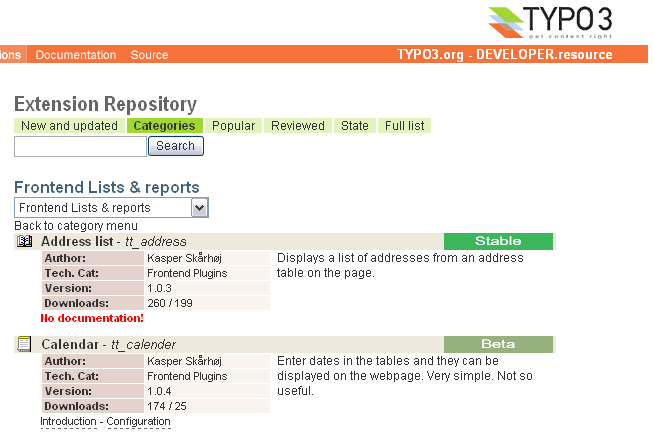 TYPO3
get content right
ions Documentation Source
TYPO3.org - DEVELOPER.resource
Extension Repository
New and updated Categories Popular Reviewed State Full list
Search
Frontend Lists & reports
Frontend Lists & reports
Back to category menu
Address list - tt_address Stable
Author: Kasper Skårhøj Displays a list of addresses from an address
Tech. Cat: Frontend Plugins table on the page.
Version: 1.0.3
Downloads: 260 / 199
No documentation!
Calendar - tt_calender Beta
Author: Kasper Skårhøj Enter dates in the tables and they can be
Tech. Cat: Frontend Plugins displayed on the webpage. Very simple. Not so
Version: 1.0.4 useful.
Downloads: 174 / 25
Introduction - Configuration